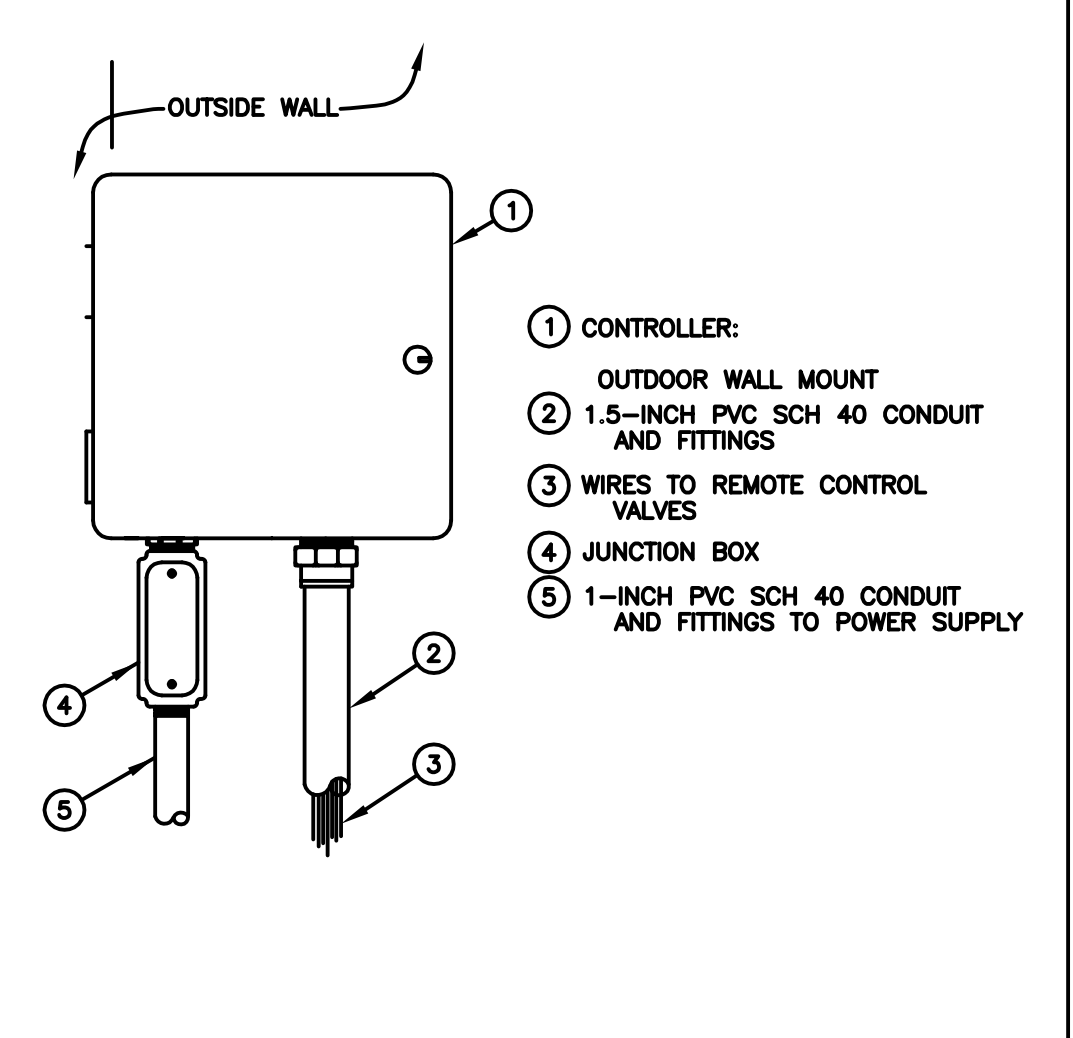 OUTSIDE WALL
1
1 CONTROLLER:
OUTDOOR WALL MOUNT
2 1.5-INCH PVC SCH 40 CONDUIT
AND FITTINGS
3 WIRES TO REMOTE CONTROL
VALVES
4 JUNCTION BOX
5 1-INCH PVC SCH 40 CONDUIT
AND FITTINGS TO POWER SUPPLY
2
4
3
5